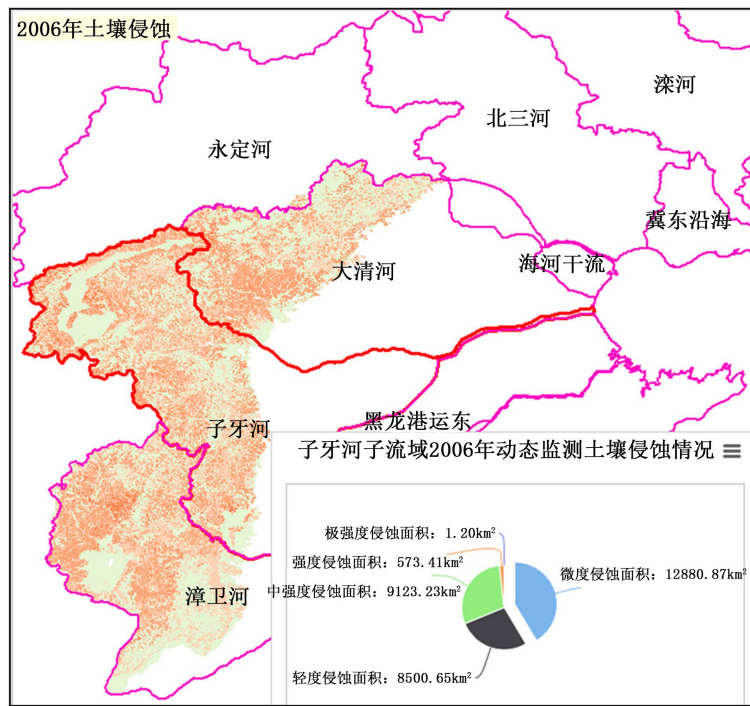 2006年土壤侵蚀
滦河
北三河
永定河
冀东沿海
海河干流
大清河
黑龙港运东
子牙河
子牙河子流域2006年动态监测土壤侵蚀情况
极强度侵蚀面积：1.20km²
强度侵蚀面积：573.41km²
微度侵蚀面积：12880.87km²
中强度侵蚀面积：9123.23km²
漳卫河
轻度侵蚀面积：8500.65km²